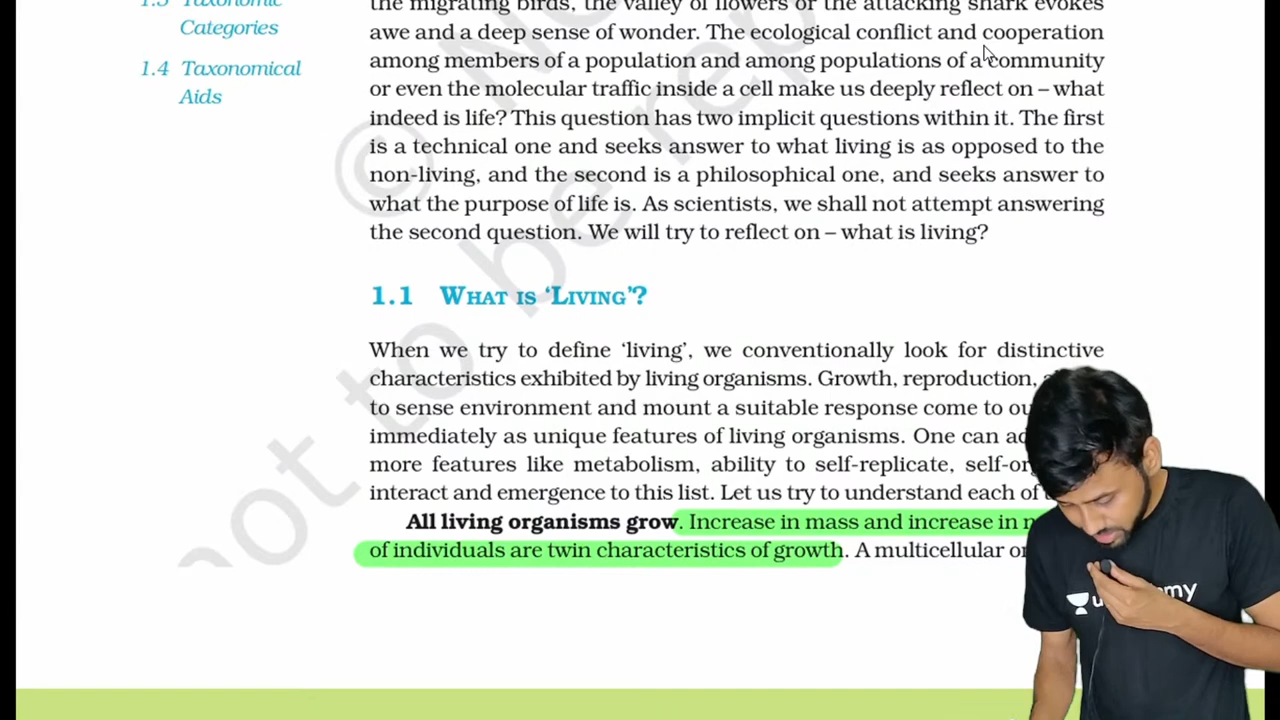 1.3 Taxonomic
Categories
1.4 Taxonomical
Aids
the migrating birds, the valley of flowers or the attacking shark evokes
awe and a deep sense of wonder. The ecological conflict and cooperation
among members of a population and among populations of a community
or even the molecular traffic inside a cell make us deeply reflect on – what
indeed is life? This question has two implicit questions within it. The first
is a technical one and seeks answer to what living is as opposed to the
non-living, and the second is a philosophical one, and seeks answer to
what the purpose of life is. As scientists, we shall not attempt answering
the second question. We will try to reflect on – what is living?
1.1 What is ‘Living’?
When we try to define ‘living’, we conventionally look for distinctive
characteristics exhibited by living organisms. Growth, reproduction,
to sense environment and mount a suitable response come to
immediately as unique features of living organisms. One can
more features like metabolism, ability to self-replicate,
interact and emergence to this list. Let us try to understand each of
All living organisms grow. Increase in mass and increase in
of individuals are twin characteristics of growth. A multicellular
©
not to be